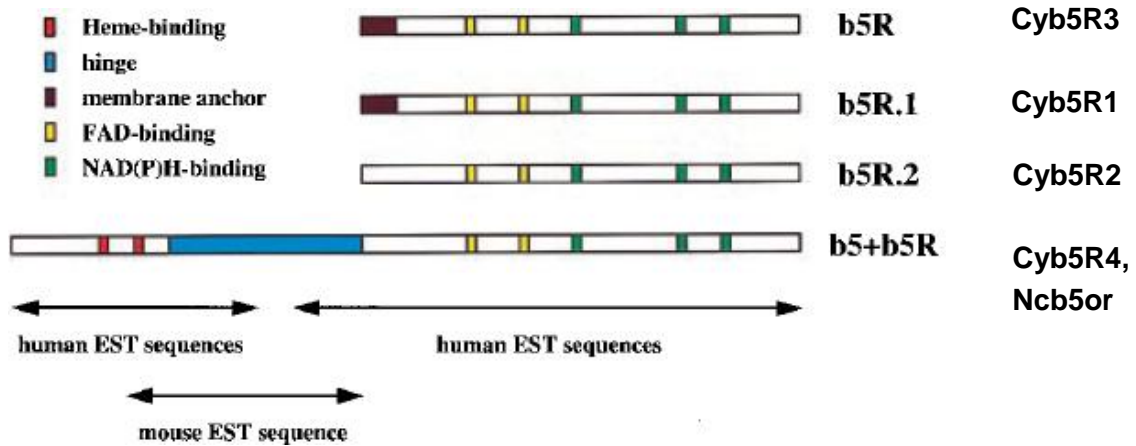 Heme-binding
hinge
membrane anchor
FAD-binding
NAD(P)H-binding
b5R
Cyb5R3
b5R.1
Cyb5R1
b5R.2
Cyb5R2
b5+b5R
Cyb5R4,
Ncb5or
human EST sequences
human EST sequences
mouse EST sequence